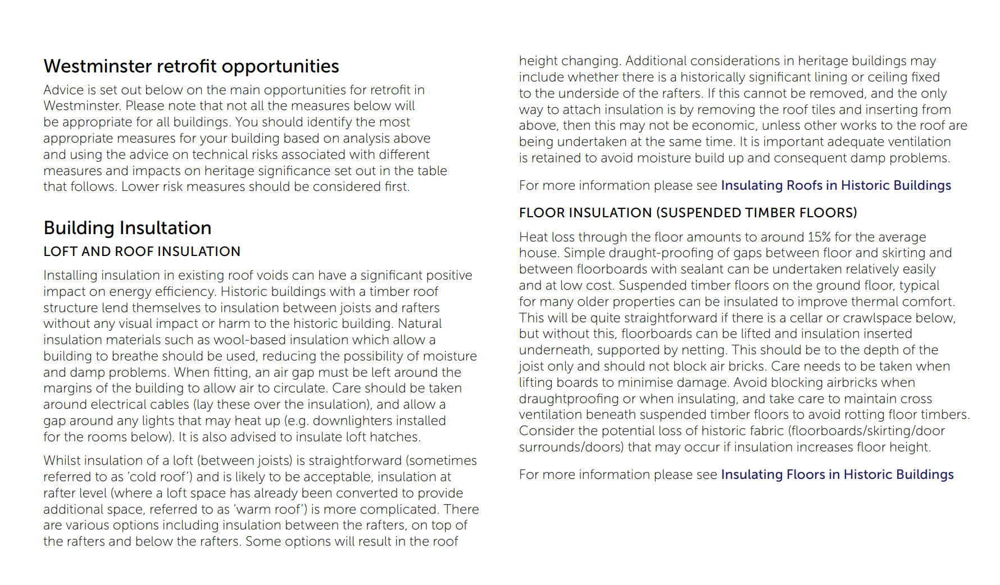 Westminster retrofit opportunities
Advice is set out below on the main opportunities for retrofit in
Westminster. Please note that not all the measures below will
be appropriate for all buildings. You should identify the most
appropriate measures for your building based on analysis above
and using the advice on technical risks associated with different
measures and impacts on heritage significance set out in the table
that follows. Lower risk measures should be considered first.
Building Insultation
LOFT AND ROOF INSULATION
Installing insulation in existing roof voids can have a significant positive
impact on energy efficiency. Historic buildings with a timber roof
structure lend themselves to insulation between joists and rafters
without any visual impact or harm to the historic building. Natural
insulation materials such as wool-based insulation which allow a
building to breathe should be used, reducing the possibility of moisture
and damp problems. When fitting, an air gap must be left around the
margins of the building to allow air to circulate. Care should be taken
around electrical cables (lay these over the insulation), and allow a
gap around any lights that may heat up (e.g. downlighters installed
for the rooms below). It is also advised to insulate loft hatches.
Whilst insulation of a loft (between joists) is straightforward (sometimes
referred to as ‘cold roof’) and is likely to be acceptable, insulation at
rafter level (where a loft space has already been converted to provide
additional space, referred to as ‘warm roof’) is more complicated. There
are various options including insulation between the rafters, on top of
the rafters and below the rafters. Some options will result in the roof
height changing. Additional considerations in heritage buildings may
include whether there is a historically significant lining or ceiling fixed
to the underside of the rafters. If this cannot be removed, and the only
way to attach insulation is by removing the roof tiles and inserting from
above, then this may not be economic, unless other works to the roof are
being undertaken at the same time. It is important adequate ventilation
is retained to avoid moisture build up and consequent damp problems.
For more information please see Insulating Roofs in Historic Buildings
FLOOR INSULATION (SUSPENDED TIMBER FLOORS)
Heat loss through the floor amounts to around 15% for the average
house. Simple draught-proofing of gaps between floor and skirting and
between floorboards with sealant can be undertaken relatively easily
and at low cost. Suspended timber floors on the ground floor, typical
for many older properties can be insulated to improve thermal comfort.
This will be quite straightforward if there is a cellar or crawlspace below,
but without this, floorboards can be lifted and insulation inserted
underneath, supported by netting. This should be to the depth of the
joist only and should not block air bricks. Care needs to be taken when
lifting boards to minimise damage. Avoid blocking airbricks when
draughtproofing or when insulating, and take care to maintain cross
ventilation beneath suspended timber floors to avoid rotting floor timbers.
Consider the potential loss of historic fabric (floorboards/skirting/door
surrounds/doors) that may occur if insulation increases floor height.
For more information please see Insulating Floors in Historic Buildings